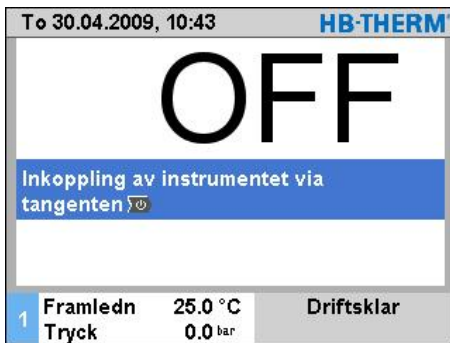 To 30.04.2009, 10:43 HB-THERM
OFF
Inkoppling av instrumentet via
tangenten
1 Framledn 25.0 °C Driftsklar
Tryck 0.0 bar